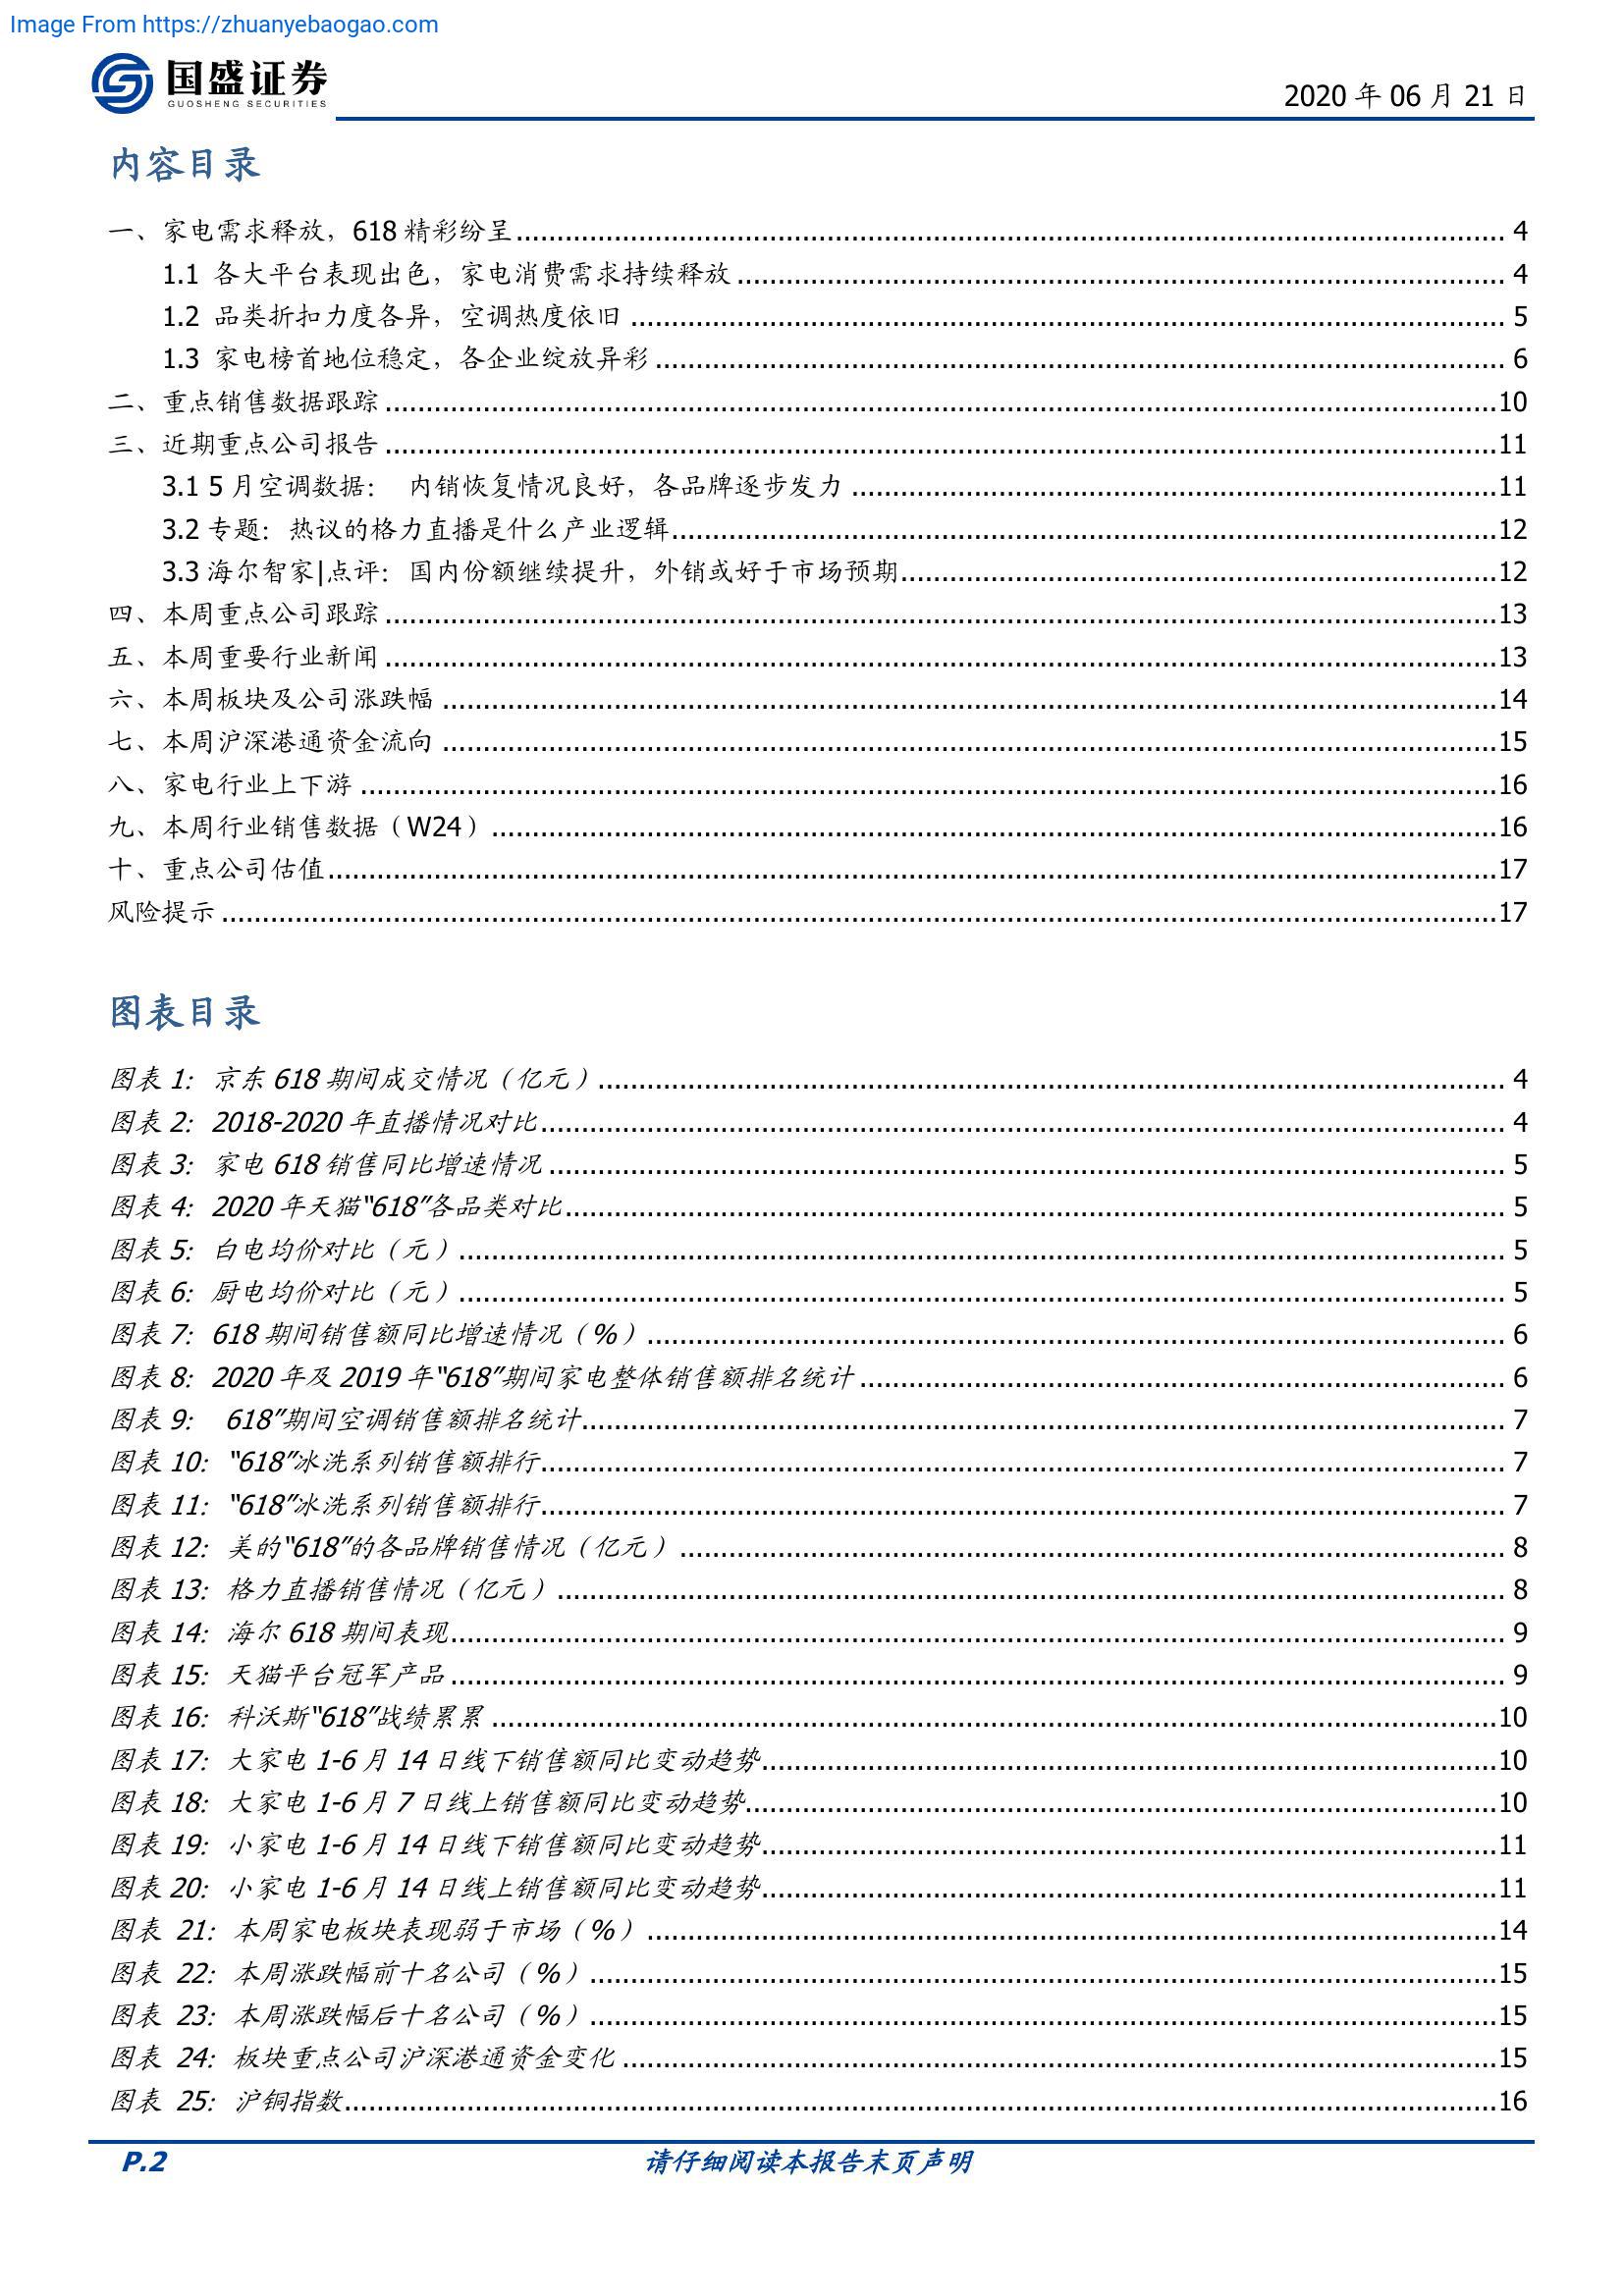 Image From https://zhuanyebaogao.com
国盛证券
GUOSHENG SECURITIES
2020 年 06 月 21 日
内容目录
一、家电需求释放，618 精彩纷呈 4
1.1 各大平台表现出色，家电消费需求持续释放 4
1.2 品类折扣力度各异，空调热度依旧 5
1.3 家电榜首地位稳定，各企业绽放异彩 6
二、重点销售数据跟踪 10
三、近期重点公司报告 11
3.1 5 月空调数据： 内销恢复情况良好，各品牌逐步发力 11
3.2 专题：热议的格力直播是什么产业逻辑 12
3.3 海尔智家|点评：国内份额继续提升，外销或好于市场预期 12
四、本周重点公司跟踪 13
五、本周重要行业新闻 13
六、本周板块及公司涨跌幅 14
七、本周沪深港通资金流向 15
八、家电行业上下游 16
九、本周行业销售数据（W24） 16
十、重点公司估值 17
风险提示 17
图表目录
图表 1：京东 618 期间成交情况（亿元） 4
图表 2：2018-2020 年直播情况对比 4
图表 3：家电 618 销售同比增速情况 5
图表 4：2020 年天猫“618”各品类对比 5
图表 5：白电均价对比（元） 5
图表 6：厨电均价对比（元） 5
图表 7：618 期间销售额同比增速情况（%） 6
图表 8：2020 年及 2019 年“618”期间家电整体销售额排名统计 6
图表 9： 618”期间空调销售额排名统计 7
图表 10：“618”冰洗系列销售额排行 7
图表 11：“618”冰洗系列销售额排行 7
图表 12：美的“618”的各品牌销售情况（亿元） 8
图表 13：格力直播销售情况（亿元） 8
图表 14：海尔 618 期间表现 9
图表 15：天猫平台冠军产品 9
图表 16：科沃斯“618”战绩累累 10
图表 17：大家电 1-6 月 14 日线下销售额同比变动趋势 10
图表 18：大家电 1-6 月 7 日线上销售额同比变动趋势 10
图表 19：小家电 1-6 月 14 日线下销售额同比变动趋势 11
图表 20：小家电 1-6 月 14 日线上销售额同比变动趋势 11
图表 21：本周家电板块表现弱于市场（%） 14
图表 22：本周涨跌幅前十名公司（%） 15
图表 23：本周涨跌幅后十名公司（%） 15
图表 24：板块重点公司沪深港通资金变化 15
图表 25：沪铜指数 16
P.2
请仔细阅读本报告末页声明